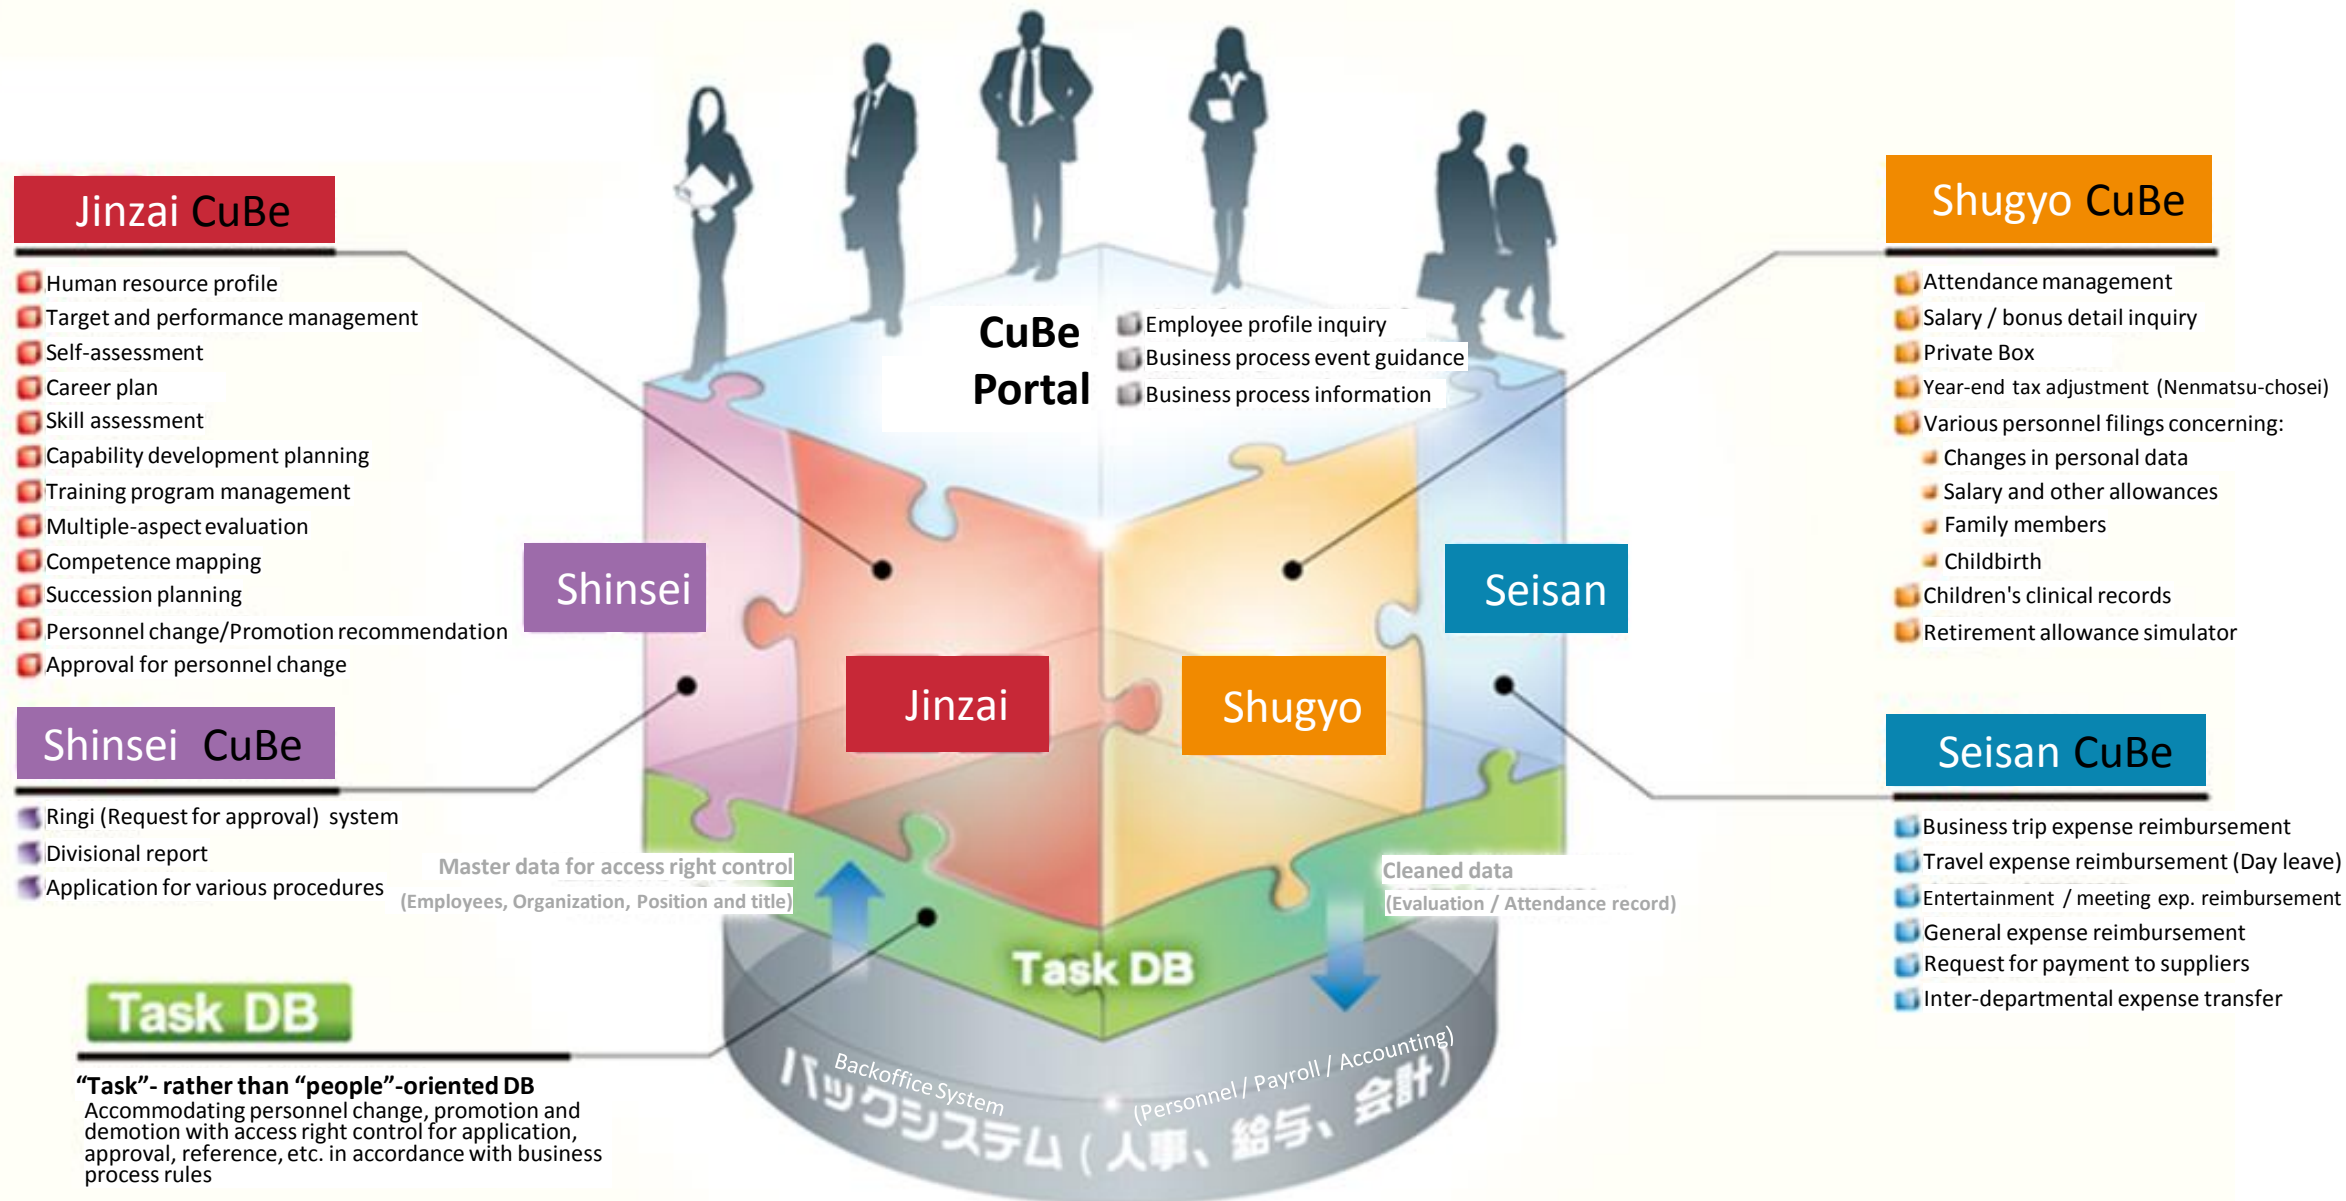 Jinzai CuBe
Human resource profile
Target and performance management
Self-assessment
Career plan
Skill assessment
Capability development planning
Training program management
Multiple-aspect evaluation
Competence mapping
Succession planning
Personnel change/Promotion recommendation
Approval for personnel change
Shinsei CuBe
Ringi (Request for approval) system
Divisional report
Application for various procedures
Task DB
“Task”- rather than “people”-oriented DB
Accommodating personnel change, promotion and
demotion with access right control for application,
approval, reference, etc. in accordance with business
process rules
CuBe
Portal
Employee profile inquiry
Business process event guidance
Business process information
Shinsei
Jinzai
Shugyo
Seisan
Master data for access right control
(Employees, Organization, Position and title)
Cleaned data
(Evaluation / Attendance record)
Task DB
Backoffice System (Personnel / Payroll / Accounting)
バックシステム ( 人事、給与、会計 )
Shugyo CuBe
Attendance management
Salary / bonus detail inquiry
Private Box
Year-end tax adjustment (Nenmatsu-chosei)
Various personnel filings concerning:
Changes in personal data
Salary and other allowances
Family members
Childbirth
Children's clinical records
Retirement allowance simulator
Seisan CuBe
Business trip expense reimbursement
Travel expense reimbursement (Day leave)
Entertainment / meeting exp. reimbursement
General expense reimbursement
Request for payment to suppliers
Inter-departmental expense transfer